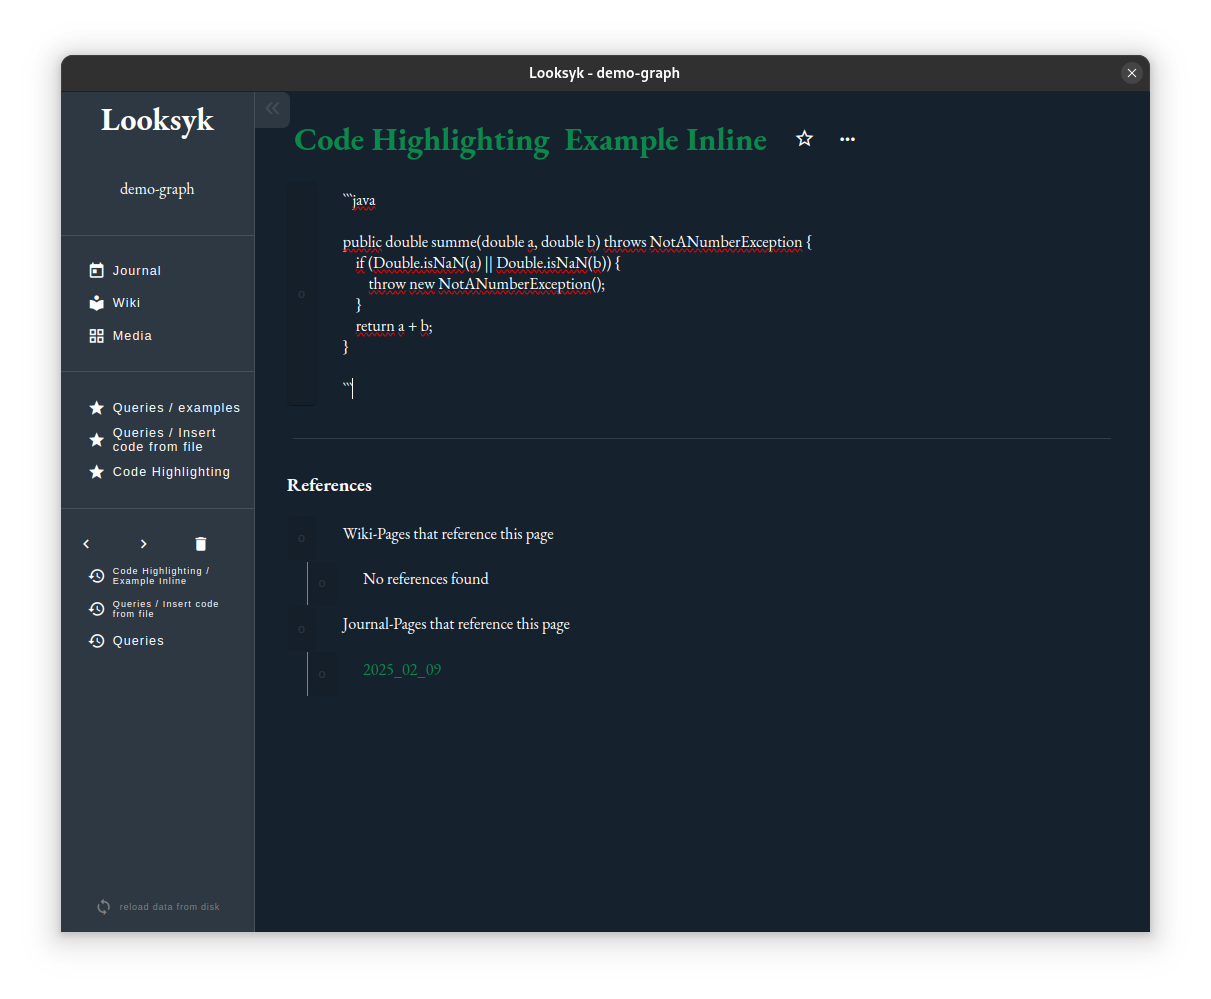 Looksyk - demo-graph
Looksyk
demo-graph
Journal
Wiki
Media
Queries / examples
Queries / Insert
code from file
Code Highlighting
Code Highlighting /
Example Inline
Queries / Insert code
from file
Queries
reload data from disk
Code Highlighting  Example Inline
```java
public double summe(double a, double b) throws NotANumberException {
    if (Double.isNaN(a) || Double.isNaN(b)) {
        throw new NotANumberException();
    }
    return a + b;
}
```
References
Wiki-Pages that reference this page
No references found
Journal-Pages that reference this page
2025_02_09